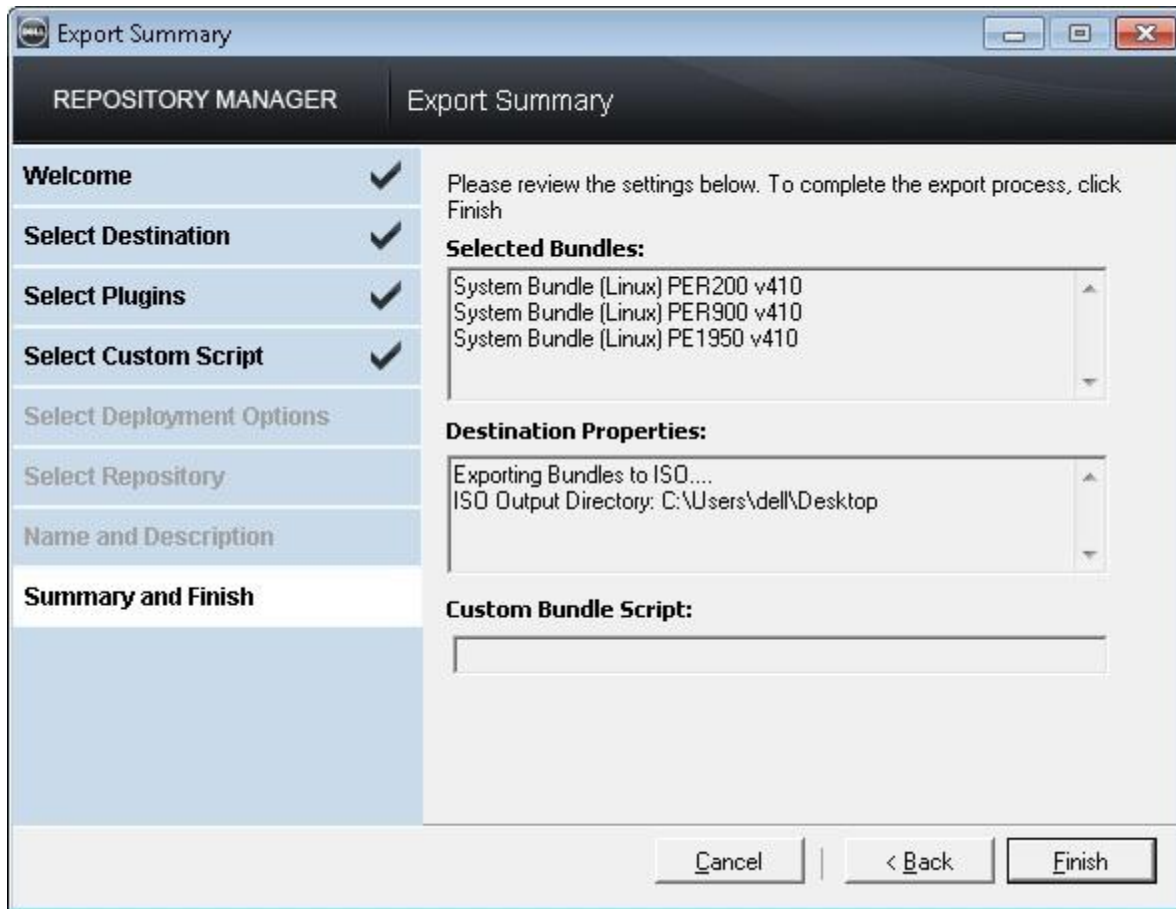 DELL Export Summary
REPOSITORY MANAGER Export Summary
Welcome
Select Destination
Select Plugins
Select Custom Script
Select Deployment Options
Select Repository
Name and Description
Summary and Finish
Please review the settings below. To complete the export process, click
Finish
Selected Bundles:
System Bundle (Linux) PER200 v410
System Bundle (Linux) PER900 v410
System Bundle (Linux) PE1950 v410
Destination Properties:
Exporting Bundles to ISO....
ISO Output Directory: C:\Users\dell\Desktop
Custom Bundle Script:
Cancel < Back Finish